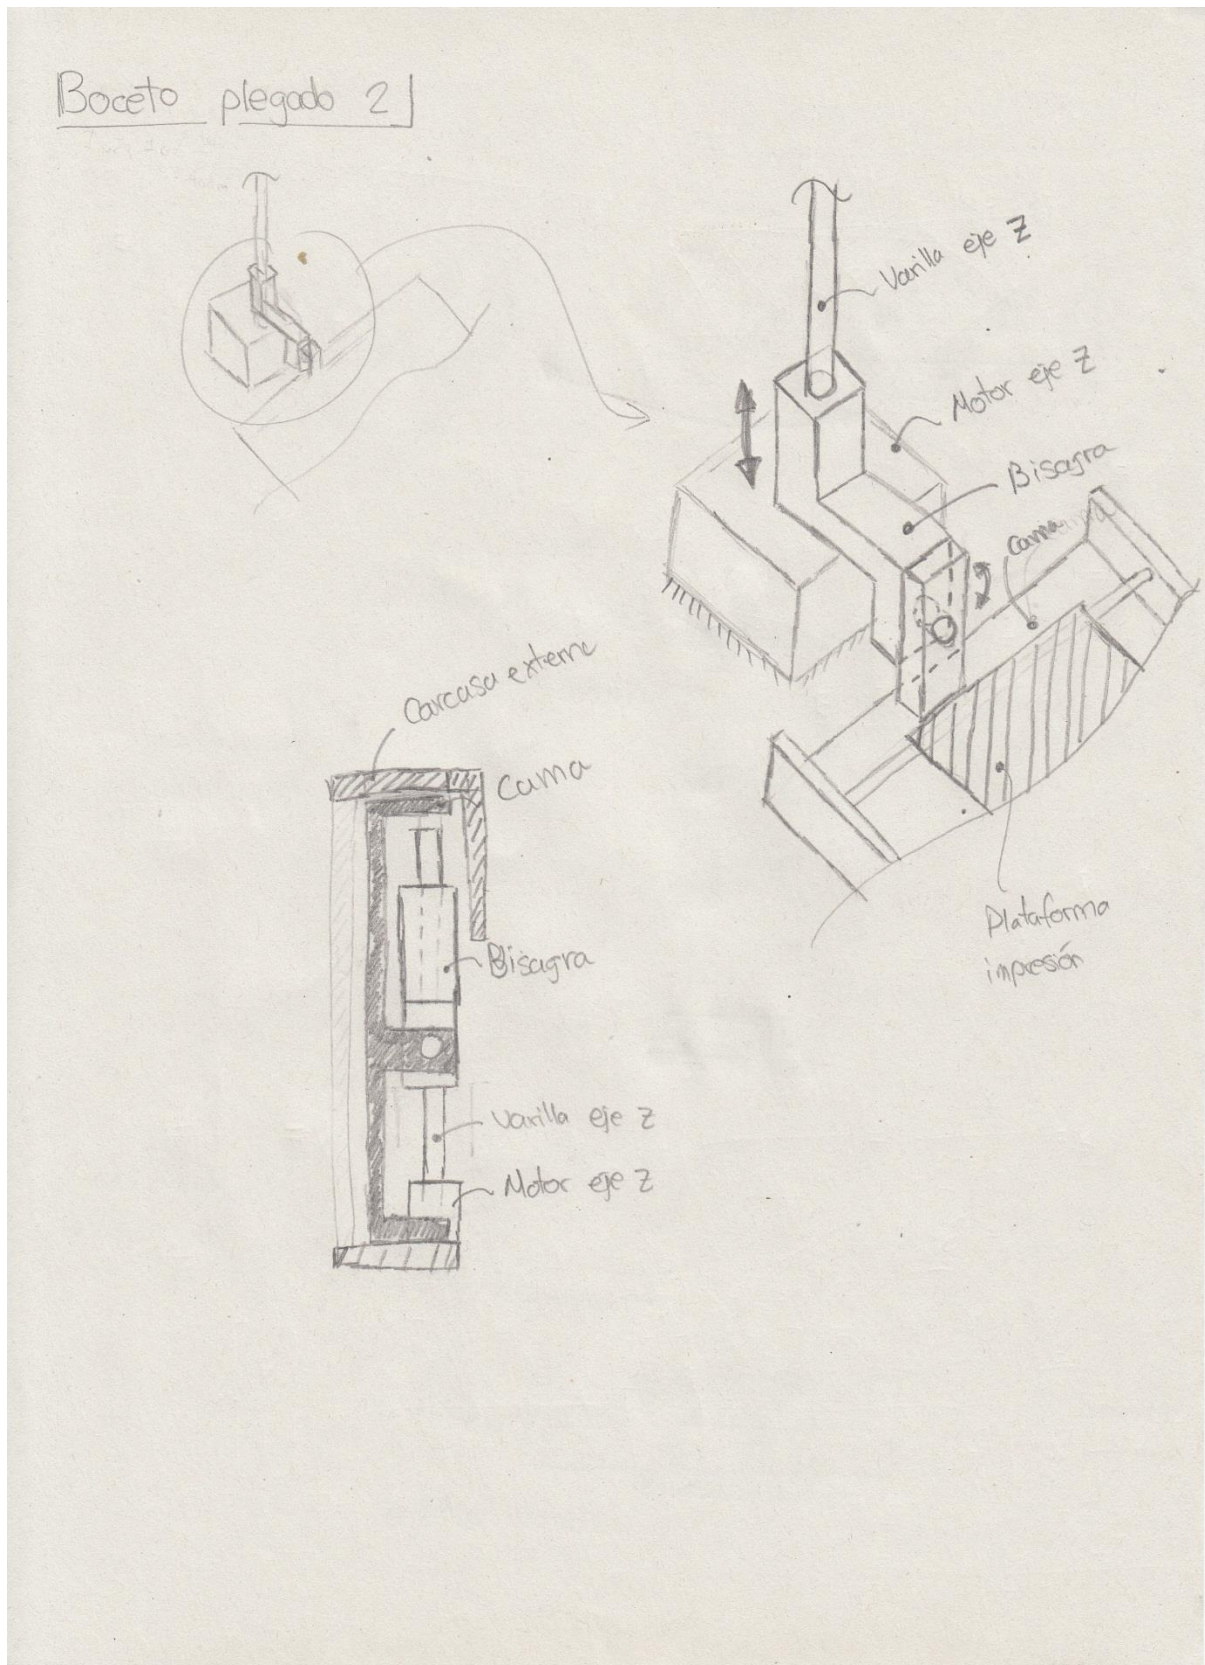 Boceto plegado 2
Varilla eje Z
Motor eje Z
Bisagra
cama
Carcasa externa
Cama
Bisagra
Varilla eje Z
Motor eje Z
Plataforma
impresión